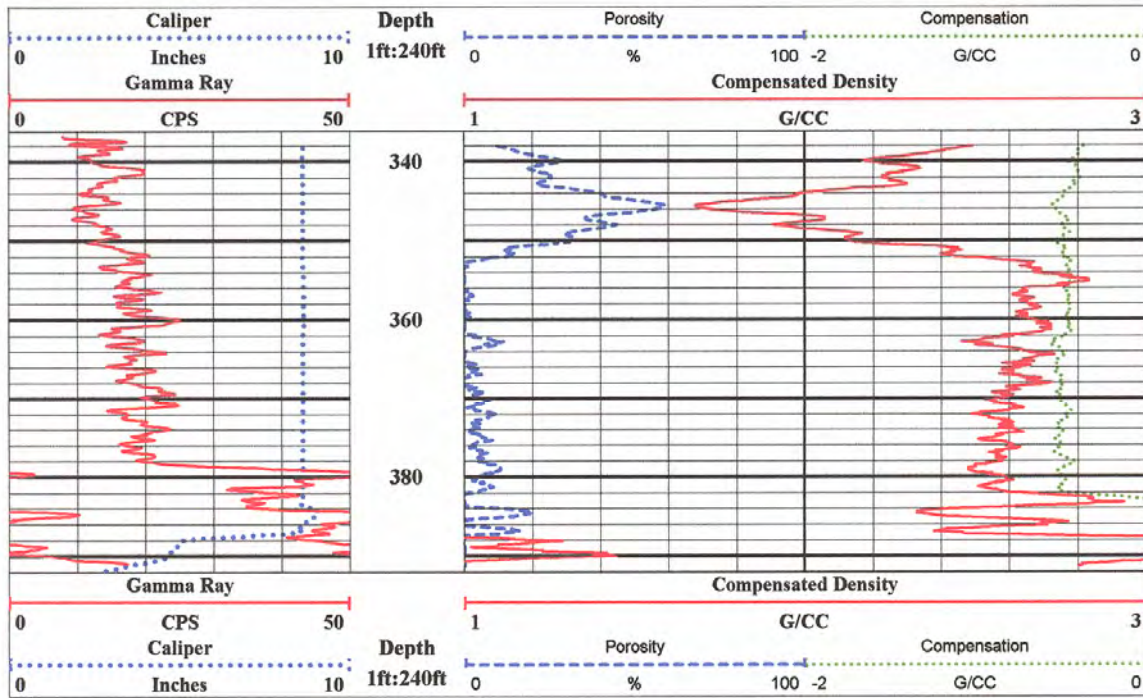 Caliper Depth Porosity Compensation
0 Inches 10 1ft:240ft 0 % 100 -2 G/CC 0
Gamma Ray Compensated Density
0 CPS 50 1 G/CC 3
340
360
380
Gamma Ray Compensated Density
0 CPS 50 1 G/CC 3
Caliper Depth Porosity Compensation
0 Inches 10 1ft:240ft 0 % 100 -2 G/CC 0